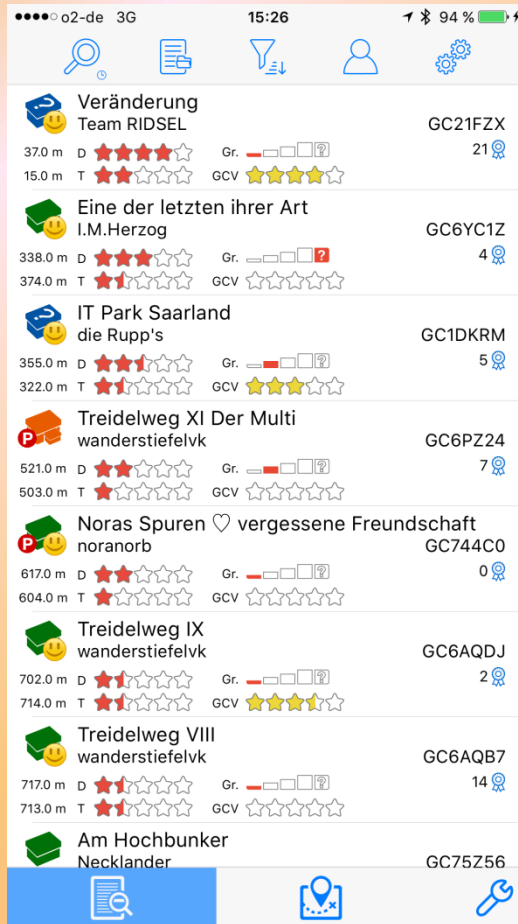 o2-de 3G 15:26 94 %
Veränderung
Team RIDSEL GC21FZX
37.0 m D Gr. ? 21
15.0 m T GCV
Eine der letzten ihrer Art
I.M.Herzog GC6YC1Z
338.0 m D Gr. ? 4
374.0 m T GCV
IT Park Saarland
die Rupp's GC1DKRM
355.0 m D Gr. ? 5
322.0 m T GCV
Treidelweg XI Der Multi
P wanderstiefelvk GC6PZ24
521.0 m D Gr. ? 7
503.0 m T GCV
Noras Spuren ♡ vergessene Freundschaft
P noranorb GC744C0
617.0 m D Gr. ? 0
604.0 m T GCV
Treidelweg IX
wanderstiefelvk GC6AQDJ
702.0 m D Gr. ? 2
714.0 m T GCV
Treidelweg VIII
wanderstiefelvk GC6AQB7
717.0 m D Gr. ? 14
713.0 m T GCV
Am Hochbunker
Necklander GC75Z56